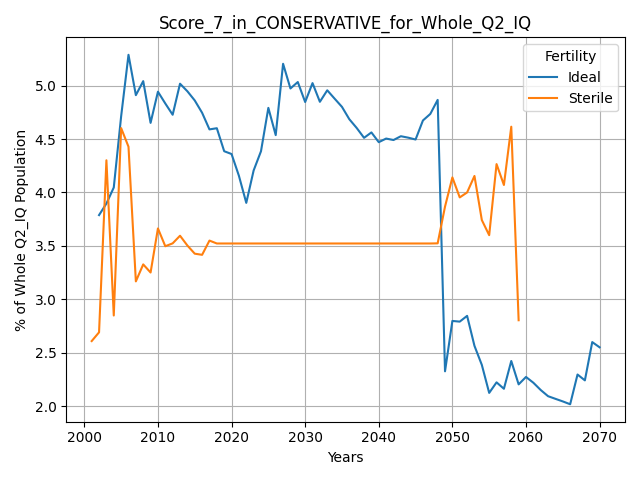 Score_7_in_CONSERVATIVE_for_Whole_Q2_IQ
Fertility
Ideal
Sterile
% of Whole Q2_IQ Population
5.0
4.5
4.0
3.5
3.0
2.5
2.0
2000 2010 2020 2030 2040 2050 2060 2070
Years